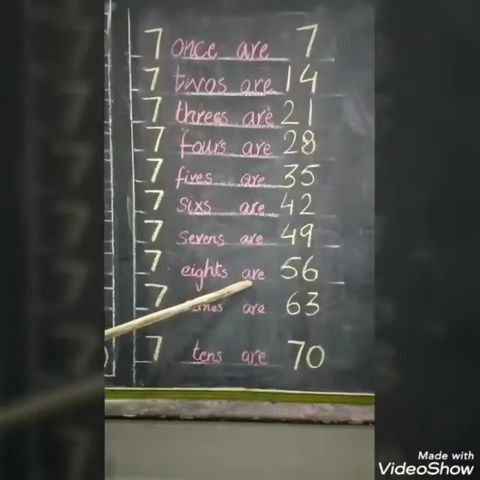 7 once are 7
7 twos are 14
7 threes are 21
7 fours are 28
7 fives are 35
7 sixs are 42
7 sevens are 49
7 eights are 56
7 nines are 63
7 tens are 70
Made with
VideoShow